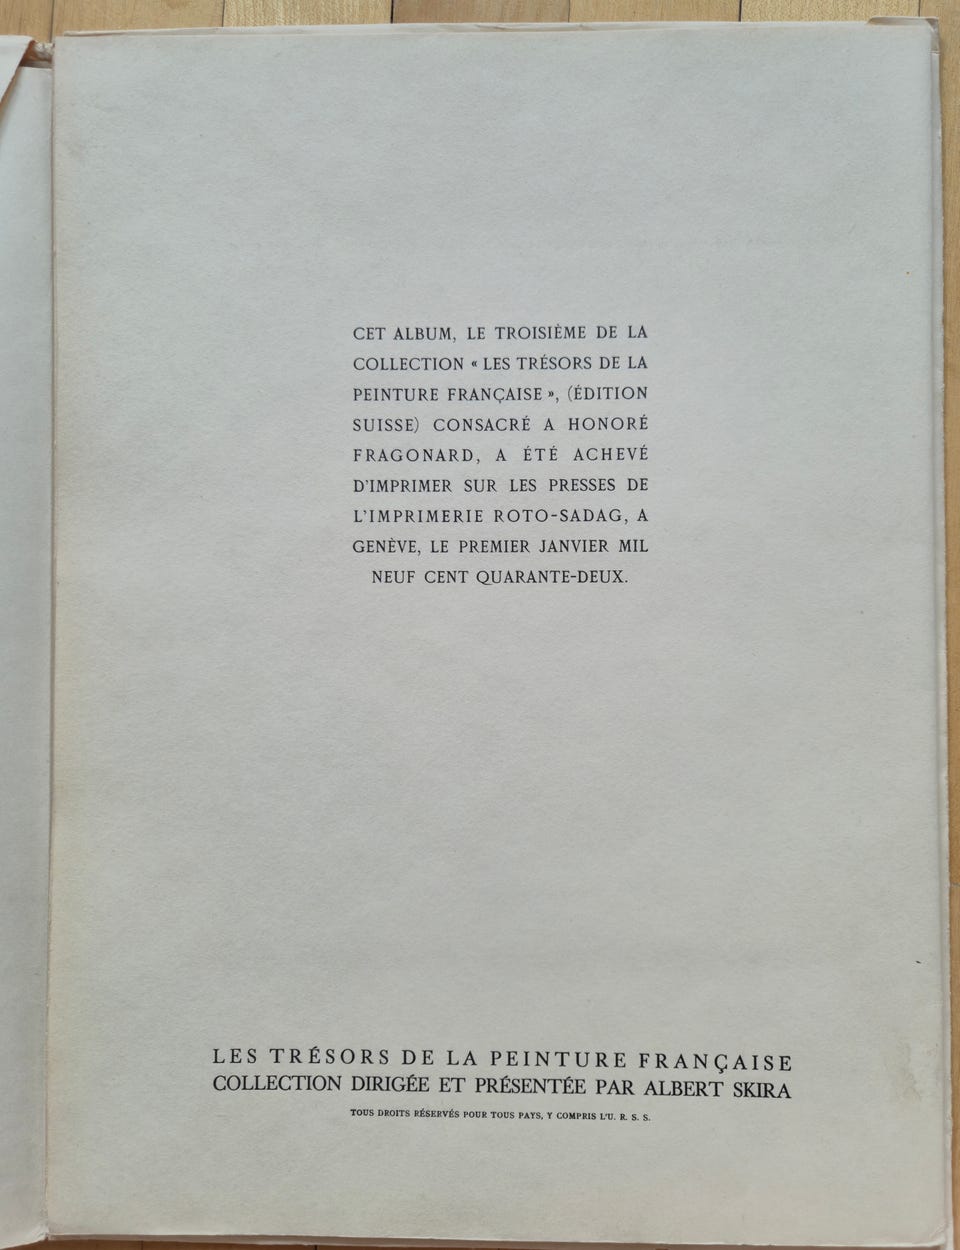 CET ALBUM, LE TROISIÈME DE LA
COLLECTION « LES TRÉSORS DE LA
PEINTURE FRANÇAISE », (ÉDITION
SUISSE) CONSACRÉ A HONORÉ
FRAGONARD, A ÉTÉ ACHEVÉ
D'IMPRIMER SUR LES PRESSES DE
L'IMPRIMERIE ROTO-SADAG, A
GENÈVE, LE PREMIER JANVIER MIL
NEUF CENT QUARANTE-DEUX.
LES TRÉSORS DE LA PEINTURE FRANÇAISE
COLLECTION DIRIGÉE ET PRÉSENTÉE PAR ALBERT SKIRA
TOUS DROITS RÉSERVÉS POUR TOUS PAYS, Y COMPRIS L'U. R. S. S.